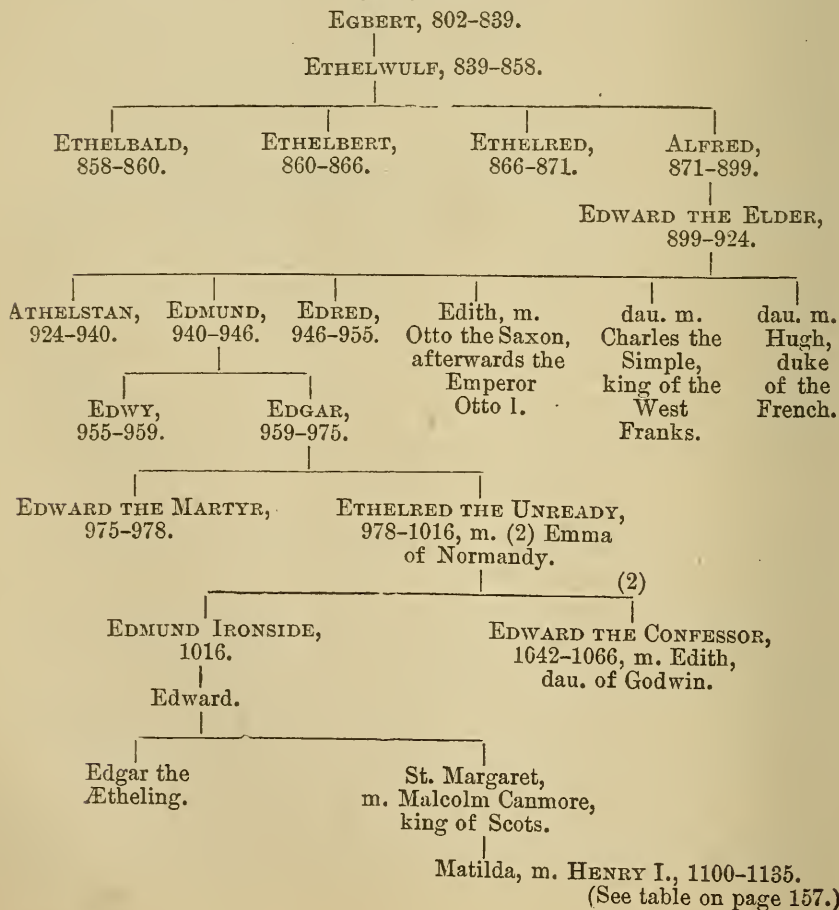 EGBERT, 802–839.
ETHELWULF, 839–858.
ETHELBALD,
858–860.
ETHELBERT,
860–866.
ETHELRED,
866–871.
ALFRED,
871–899.
EDWARD THE ELDER,
899–924.
ATHELSTAN,
924–940.
EDMUND,
940–946.
EDRED,
946–955.
Edith, m.
Otto the Saxon,
afterwards the
Emperor
Otto I.
dau. m.
Charles the
Simple,
king of the
West
Franks.
dau. m.
Hugh,
duke
of the
French.
EDWY,
955–959.
EDGAR,
959–975.
EDWARD THE MARTYR,
975–978.
ETHELRED THE UNREADY,
978–1016, m. (2) Emma
of Normandy.
(2)
EDMUND IRONSIDE,
1016.
EDWARD THE CONFESSOR,
1042–1066, m. Edith,
dau. of Godwin.
Edward.
Edgar the
Ætheling.
St. Margaret,
m. Malcolm Canmore,
king of Scots.
Matilda, m. HENRY I., 1100–1135.
(See table on page 157.)